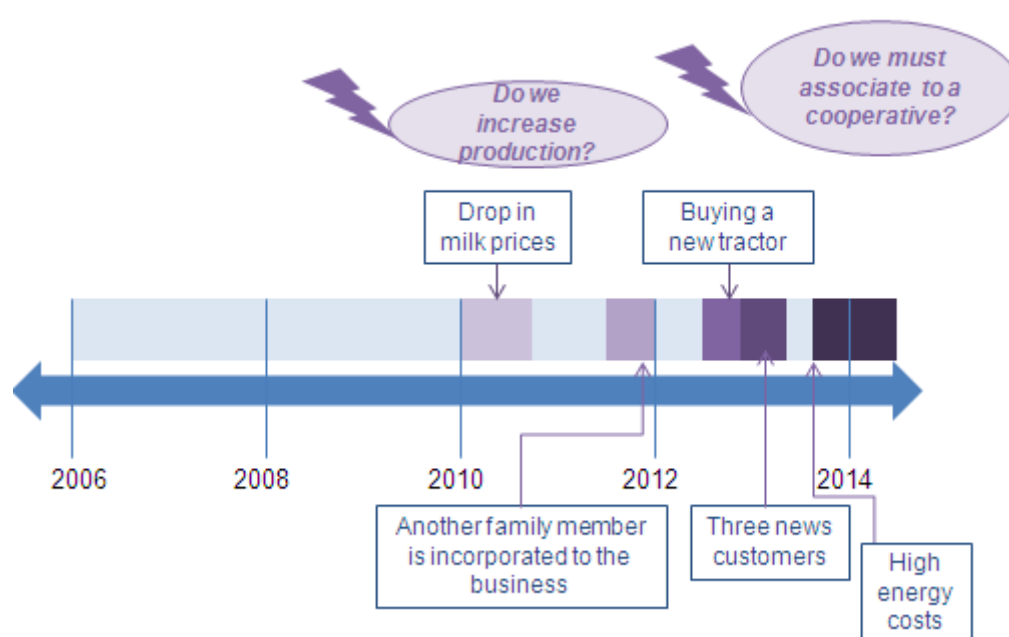 Do we
increase
production?
Do we must
associate to a
cooperative?
Drop in
milk prices
Buying a
new tractor
2006
2008
2010
2012
2014
Another family member
is incorporated to the
business
Three news
customers
High
energy
costs